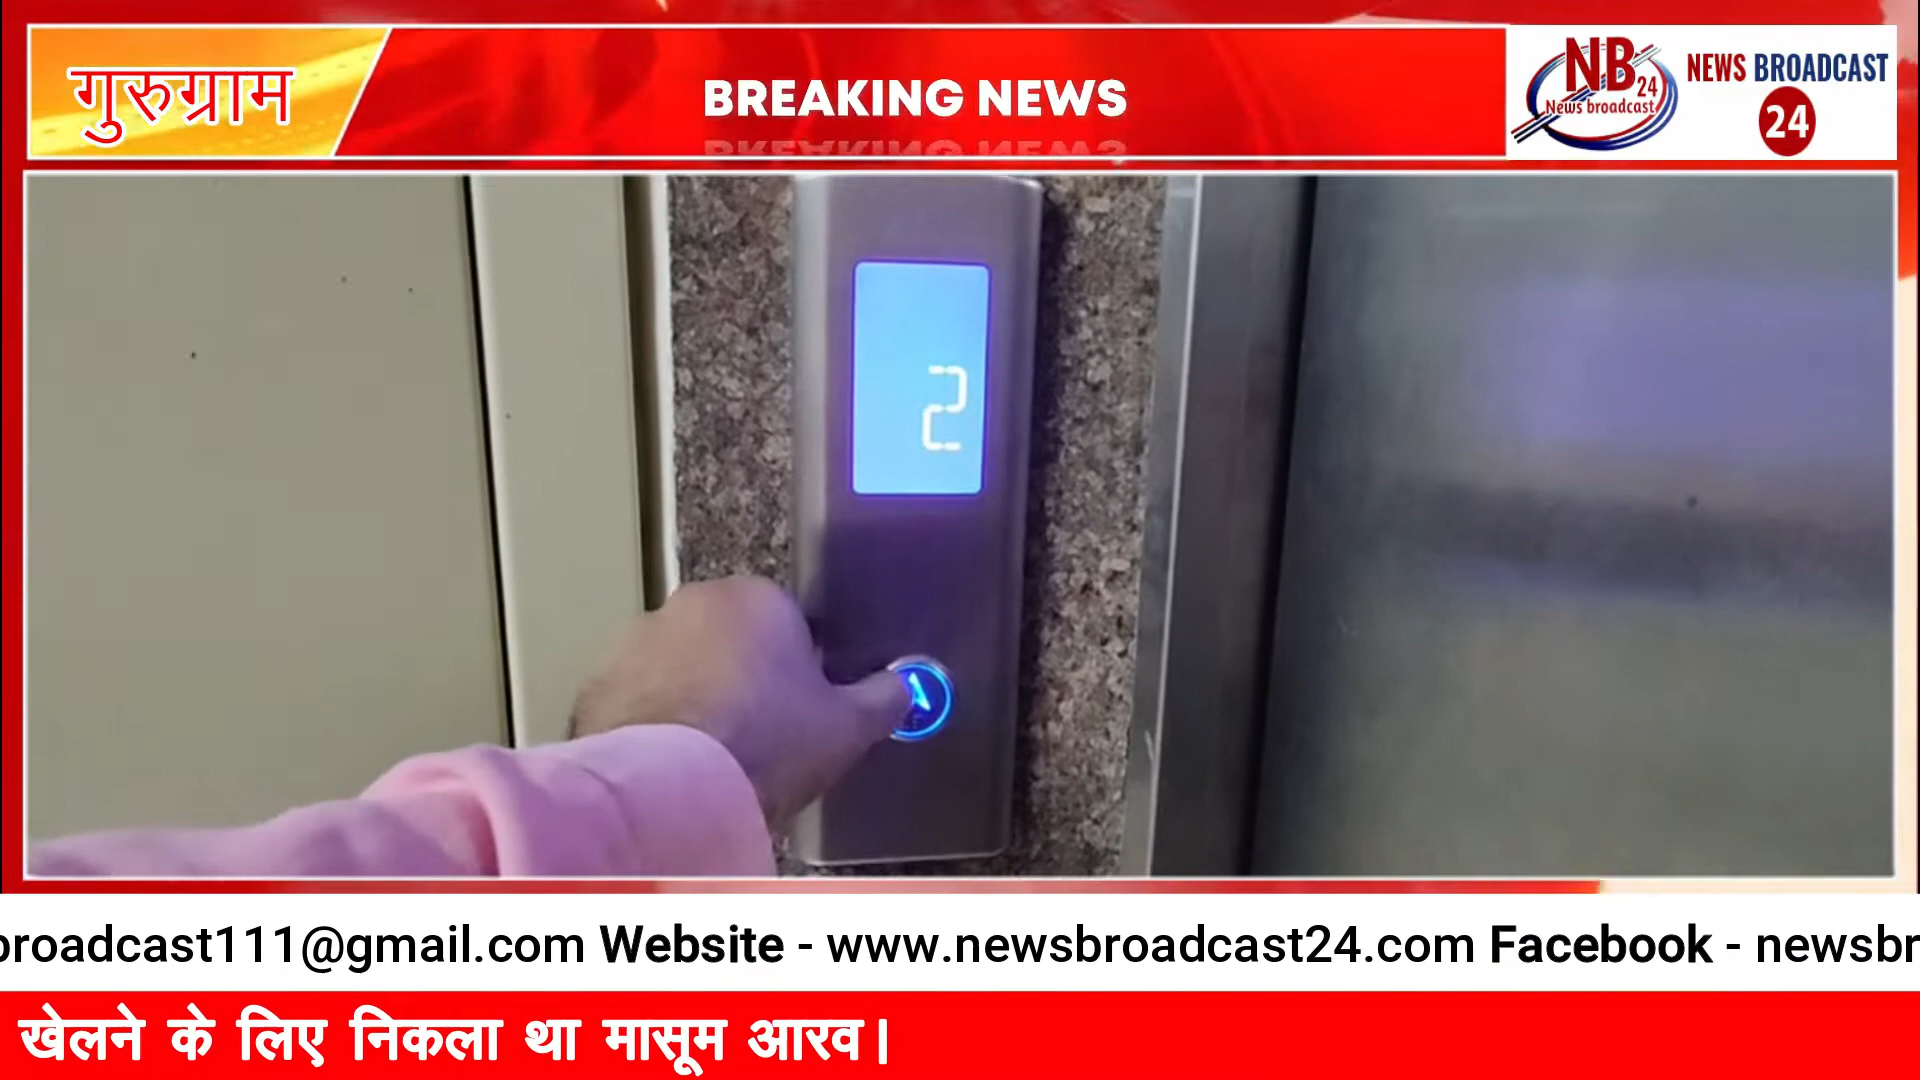 गुरुग्राम
BREAKING NEWS
NB 24
News broadcast
NEWS BROADCAST
24
2
broadcast111@gmail.com Website - www.newsbroadcast24.com Facebook - newsbr
खेलने के लिए निकला था मासूम आरव|